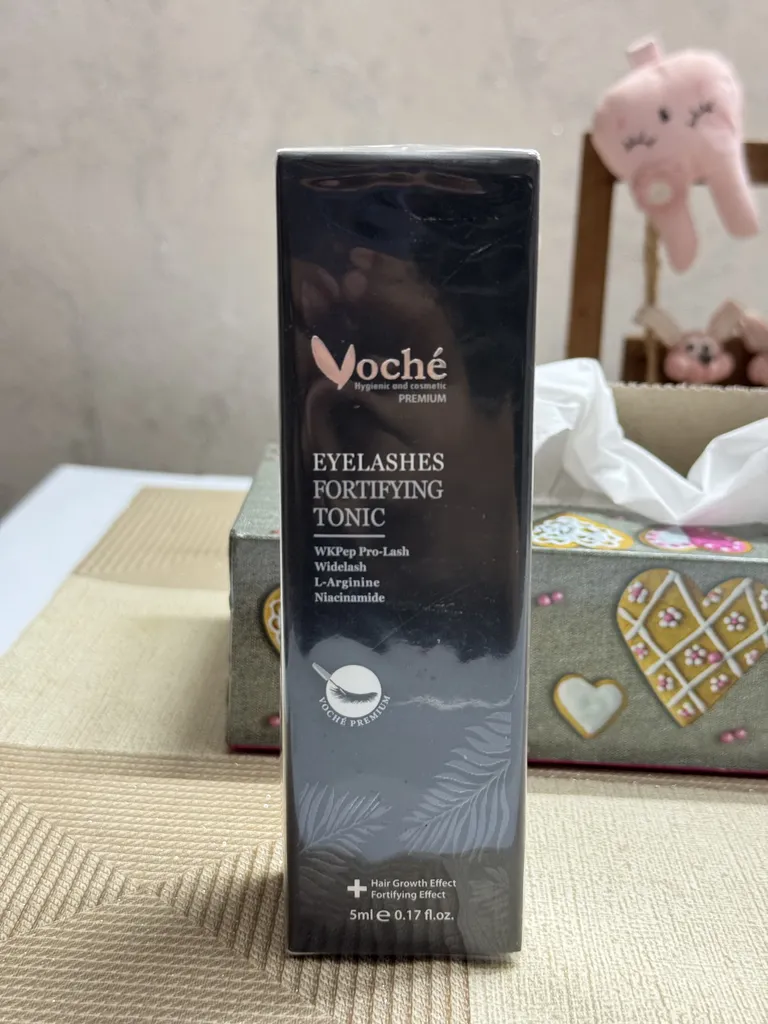 Voché
Hygienic and cosmetic
PREMIUM
EYELASHES
FORTIFYING
TONIC
WKPep Pro-Lash
Widelash
L-Arginine
Niacinamide
VOCHÉ PREMIUM
+ Hair Growth Effect
Fortifying Effect
5ml e 0.17 fl.oz.